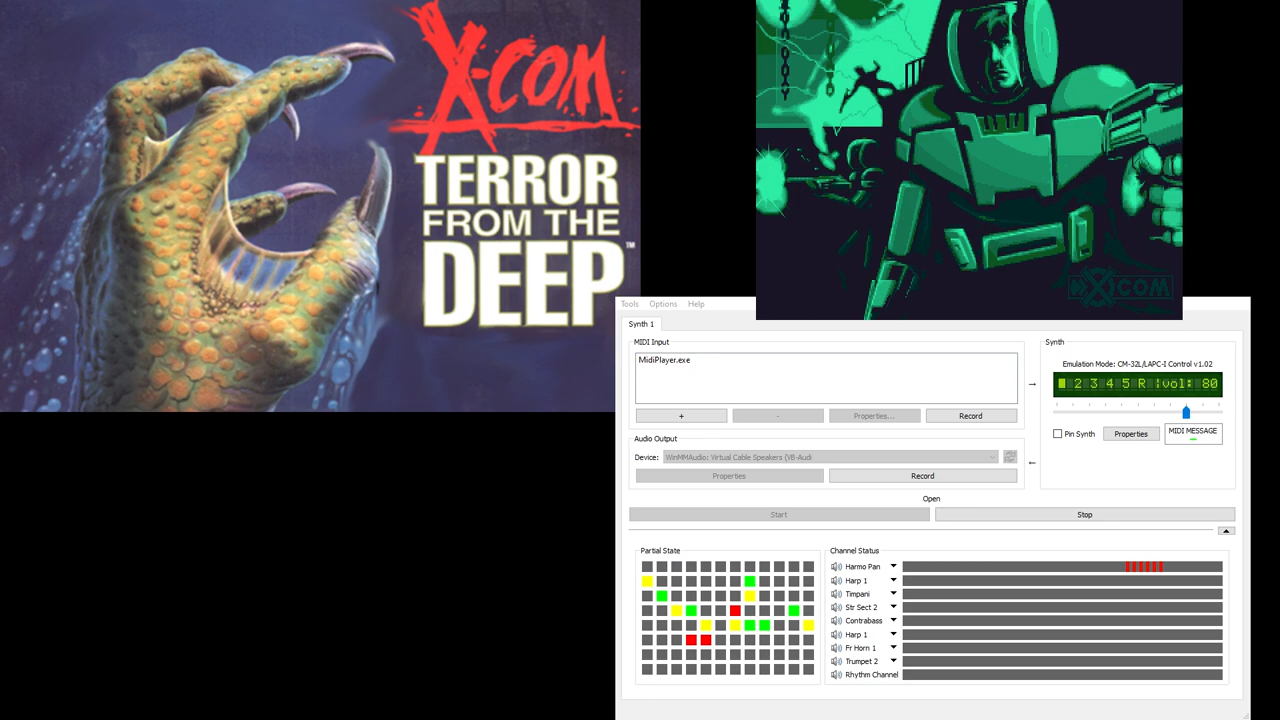 X-COM
TERROR
FROM THE
DEEP™
X-COM
Tools Options Help
Synth 1
MIDI Input
MidiPlayer.exe
+ - Properties... Record
Audio Output
Device: WinMMAudio: Virtual Cable Speakers (VB-Audi
Properties Record
Synth
Emulation Mode: CM-32L/LAPC-I Control v1.02
2 3 4 5 R |vol: 80
Pin Synth Properties MIDI MESSAGE
Open
Start Stop
Partial State
Channel Status
Harmo Pan
Harp 1
Timpani
Str Sect 2
Contrabass
Harp 1
Fr Horn 1
Trumpet 2
Rhythm Channel